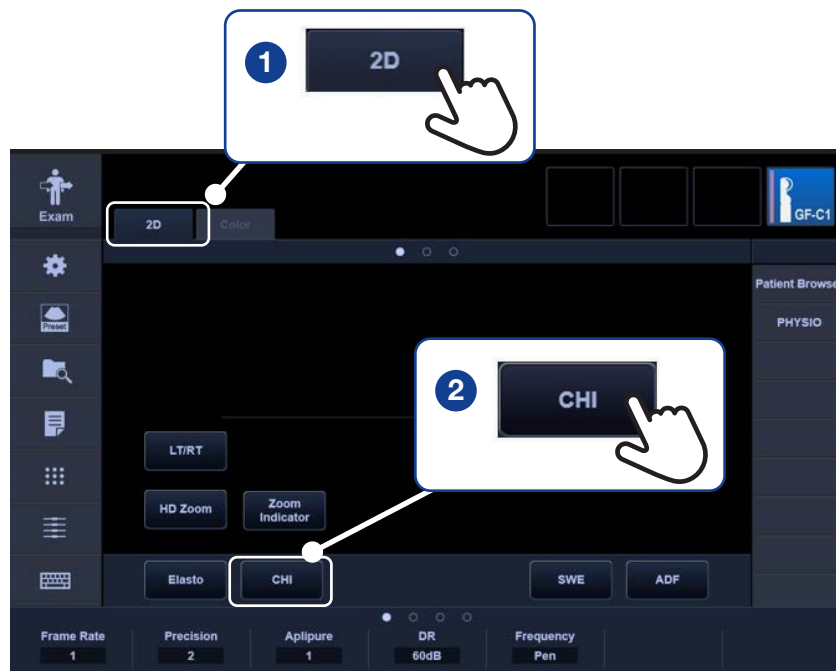 1
2D
Exam
2D
Color
GF-C1
Patient Browse
Preset
PHYSIO
2
CHI
LT/RT
HD Zoom
Zoom
Indicator
Elasto
CHI
SWE
ADF
Frame Rate
Precision
Aplipure
DR
Frequency
1
2
1
60dB
Pen